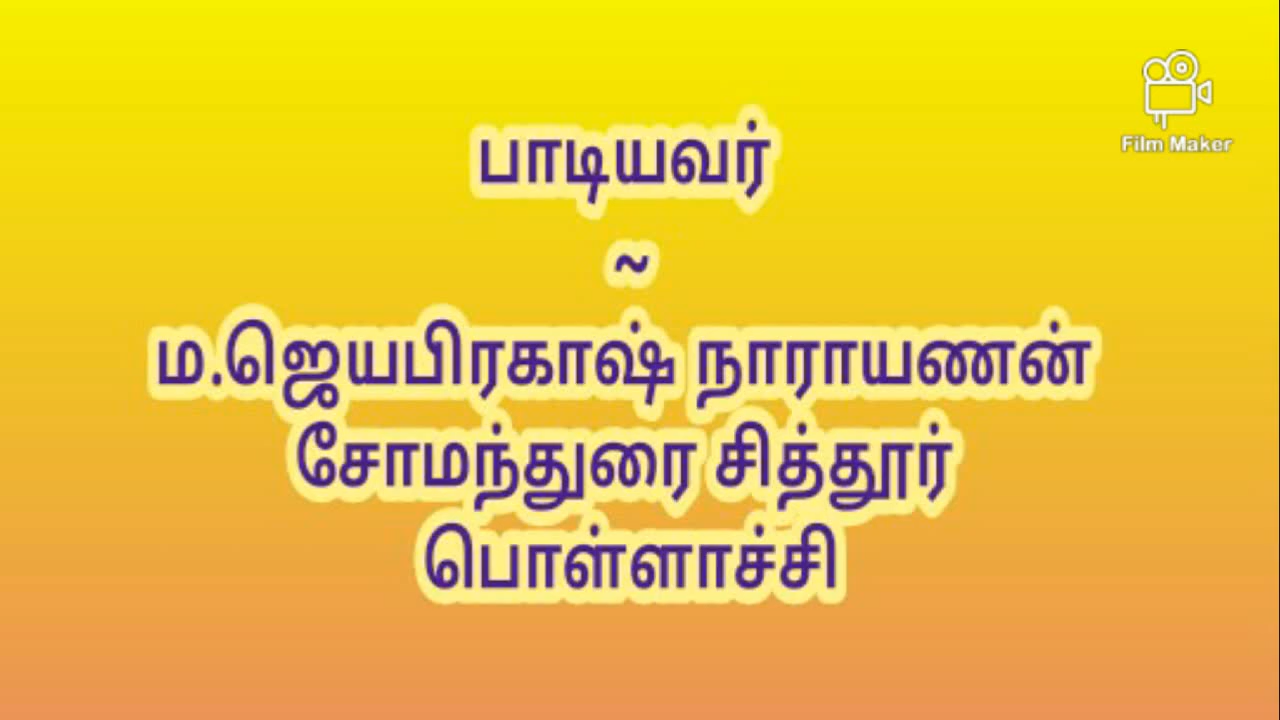 பாடியவர்
~
ம.ஜெயபிரகாஷ் நாராயணன்
சோமந்துரை சித்தூர்
பொள்ளாச்சி
Film Maker